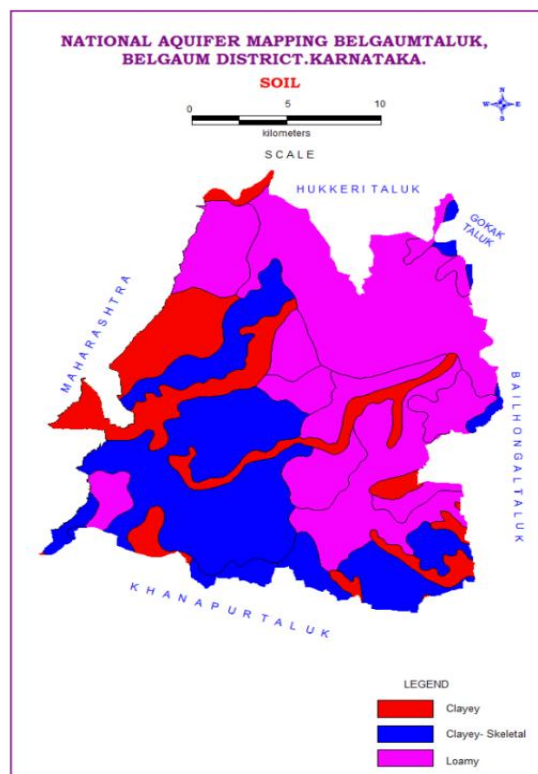 NATIONAL AQUIFER MAPPING BELGAUMTALUK,
BELGAUM DISTRICT.KARNATAKA.
SOIL
0 5 10
kilometers
SCALE
N
W E
S
HUKKERI TALUK
GOKAK
TALUK
MAHARASHTRA
BAILHONGALTALUK
KHANAPURTALUK
LEGEND
Clayey
Clayey- Skeletal
Loamy